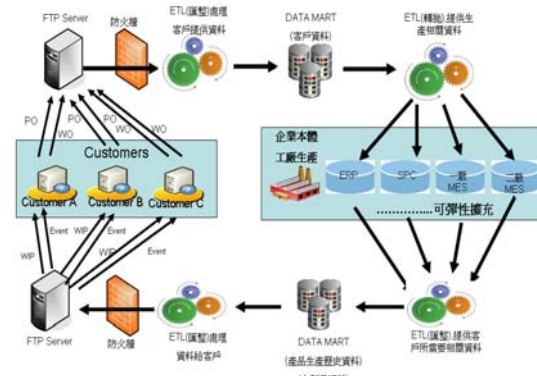 FTP Server
防火牆
ETL(匯整)處理
客戶提供資料
DATA MART
(客戶資料)
ETL(轉拋).提供生
產相關資料
PO
WO
PO
WO
PO
WO
Customers
Customer A
Customer B
Customer C
企業本體
工廠生產
ERP
SPC
一廠
MES
二廠
MES
.........可彈性擴充
WIP
Event
WIP
Event
WIP
Event
FTP Server
防火牆
ETL(匯整)處理
資料給客戶
DATA MART
(產品生產歷史資料)
ETL(匯整).提供客
戶所需要相關資料